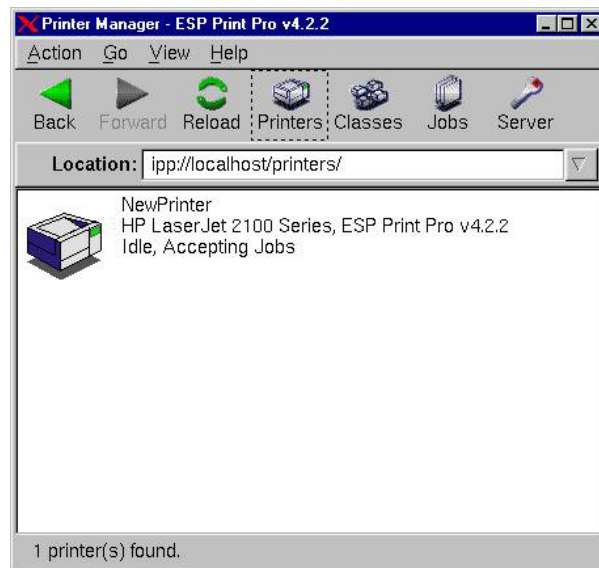 Printer Manager - ESP Print Pro v4.2.2
Action Go View Help
Back Forward Reload Printers Classes Jobs Server
Location: ipp://localhost/printers/
NewPrinter
HP LaserJet 2100 Series, ESP Print Pro v4.2.2
Idle, Accepting Jobs
1 printer(s) found.